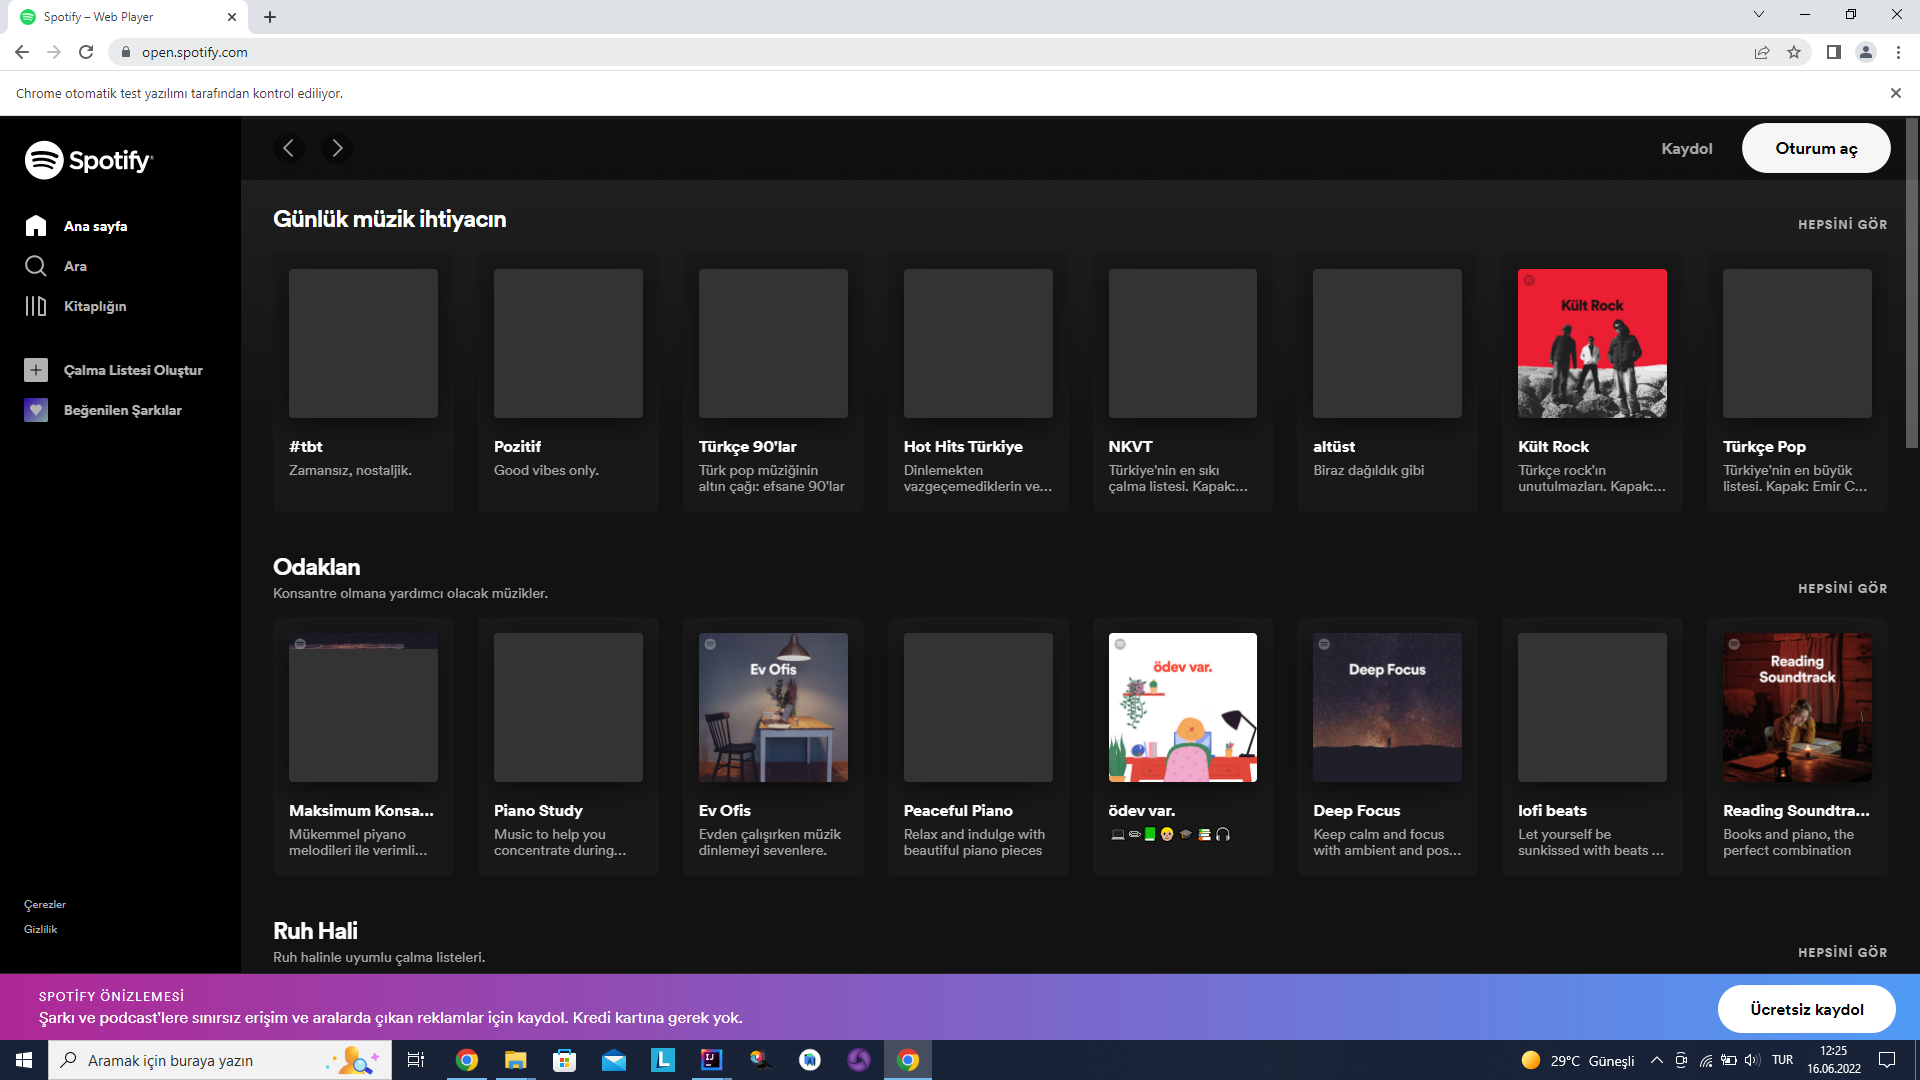 Spotify – Web Player
open.spotify.com
Chrome otomatik test yazılımı tarafından kontrol ediliyor.
Spotify
Kaydol
Oturum aç
Ana sayfa
Ara
Kitaplığın
Çalma Listesi Oluştur
Beğenilen Şarkılar
Çerezler
Gizlilik
Günlük müzik ihtiyacın
HEPSİNİ GÖR
Kült Rock
#tbt
Zamansız, nostaljik.
Pozitif
Good vibes only.
Türkçe 90'lar
Türk pop müziğinin
altın çağı: efsane 90'lar
Hot Hits Türkiye
Dinlemekten
vazgeçemediklerin ve...
NKVT
Türkiye'nin en sıkı
çalma listesi. Kapak:...
altüst
Biraz dağıldık gibi
Kült Rock
Türkçe rock'ın
unutulmazları. Kapak:...
Türkçe Pop
Türkiye'nin en büyük
listesi. Kapak: Emir C...
Odaklan
Konsantre olmana yardımcı olacak müzikler.
HEPSİNİ GÖR
Ev Ofis
ödev var.
Deep Focus
Reading
Soundtrack
Maksimum Konsa...
Mükemmel piyano
melodileri ile verimli...
Piano Study
Music to help you
concentrate during...
Ev Ofis
Evden çalışırken müzik
dinlemeyi sevenlere.
Peaceful Piano
Relax and indulge with
beautiful piano pieces
ödev var.
💻✏📗👩🎓📚🎧
Deep Focus
Keep calm and focus
with ambient and pos...
lofi beats
Let yourself be
sunkissed with beats ...
Reading Soundtra...
Books and piano, the
perfect combination
Ruh Hali
Ruh halinle uyumlu çalma listeleri.
HEPSİNİ GÖR
SPOTİFY ÖNİZLEMESİ
Şarkı ve podcast'lere sınırsız erişim ve aralarda çıkan reklamlar için kaydol. Kredi kartına gerek yok.
Ücretsiz kaydol
Aramak için buraya yazın
L
IJ
29°C Güneşli
TUR
12:25
16.06.2022